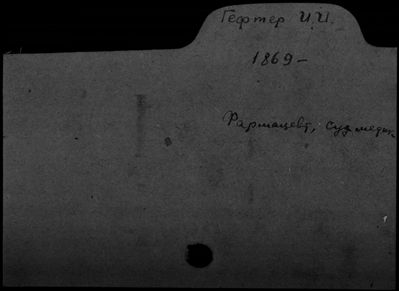 Гефтер И.И.
1869 –
Фармацевт, судмедик